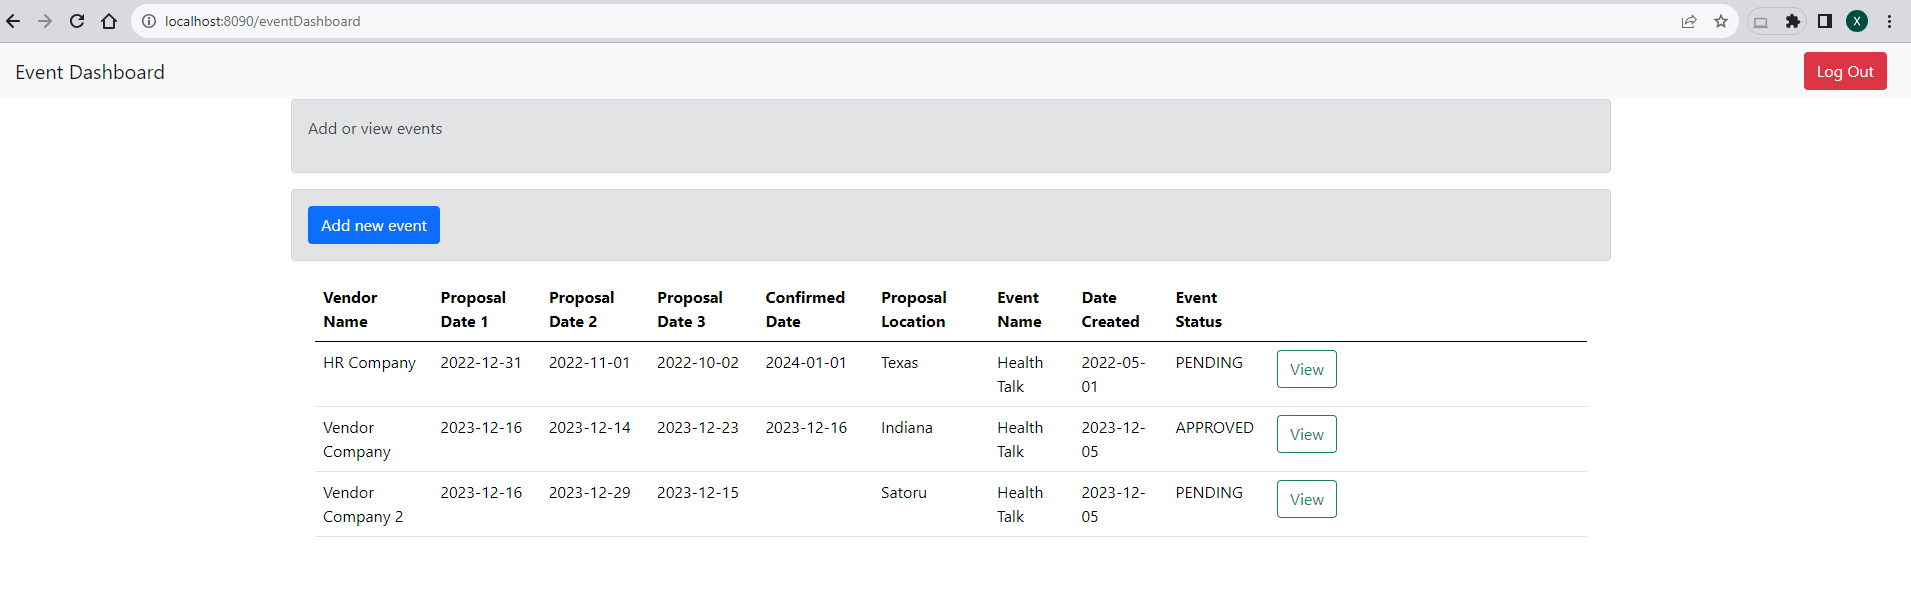 localhost:8090/eventDashboard
X
Event Dashboard
Log Out
Add or view events
Add new event
Vendor Name Proposal Date 1 Proposal Date 2 Proposal Date 3 Confirmed Date Proposal Location Event Name Date Created Event Status
HR Company 2022-12-31 2022-11-01 2022-10-02 2024-01-01 Texas Health Talk 2022-05-01 PENDING View
Vendor Company 2023-12-16 2023-12-14 2023-12-23 2023-12-16 Indiana Health Talk 2023-12-05 APPROVED View
Vendor Company 2 2023-12-16 2023-12-29 2023-12-15 Satoru Health Talk 2023-12-05 PENDING View